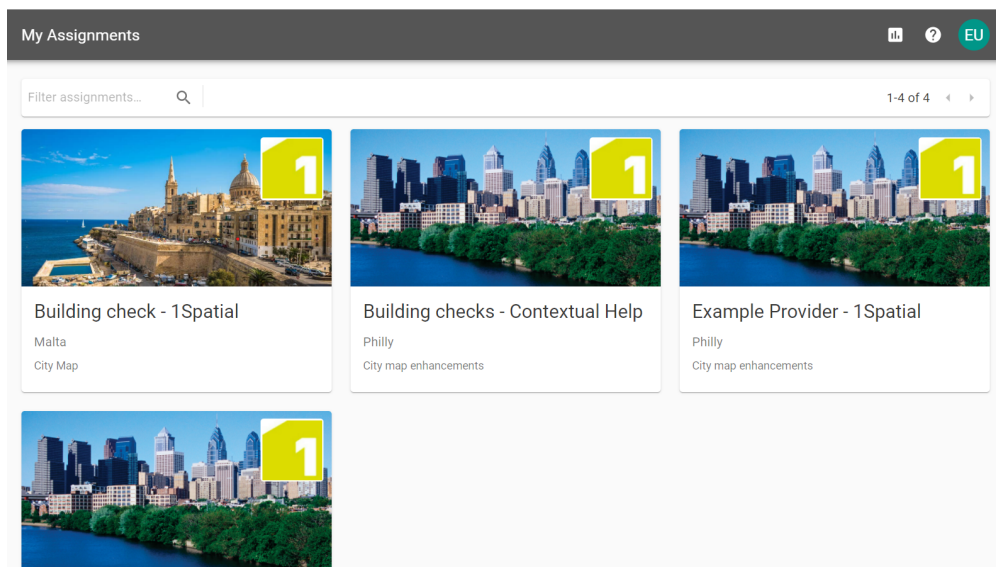 My Assignments
EU
Filter assignments...
1-4 of 4
1
1
1
Building check - 1Spatial
Building checks - Contextual Help
Example Provider - 1Spatial
Malta
Philly
Philly
City Map
City map enhancements
City map enhancements
1